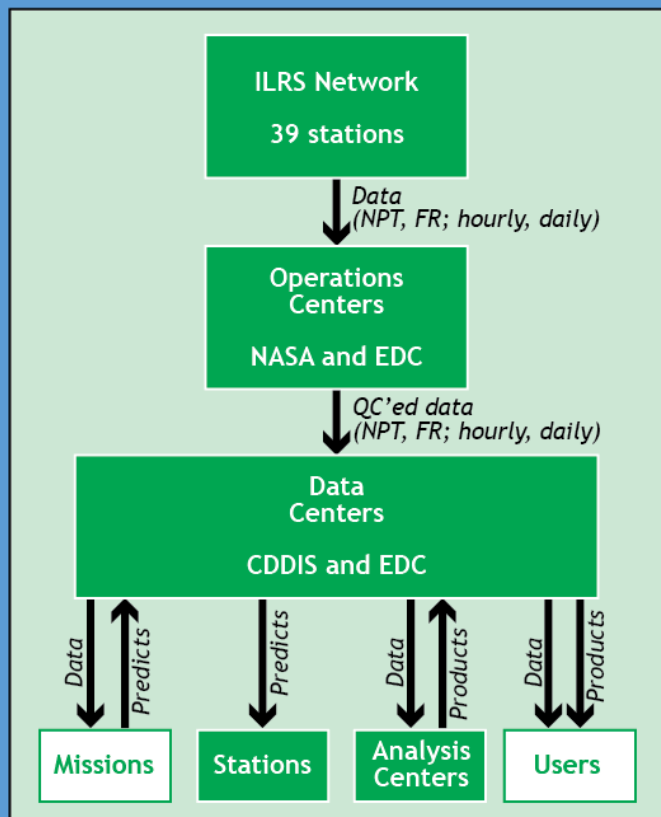 ILRS Network
39 stations
Data
(NPT, FR; hourly, daily)
Operations
Centers
NASA and EDC
QC’ed data
(NPT, FR; hourly, daily)
Data
Centers
CDDIS and EDC
Data
Predicts
Predicts
Data
Products
Data
Products
Missions
Stations
Analysis
Centers
Users